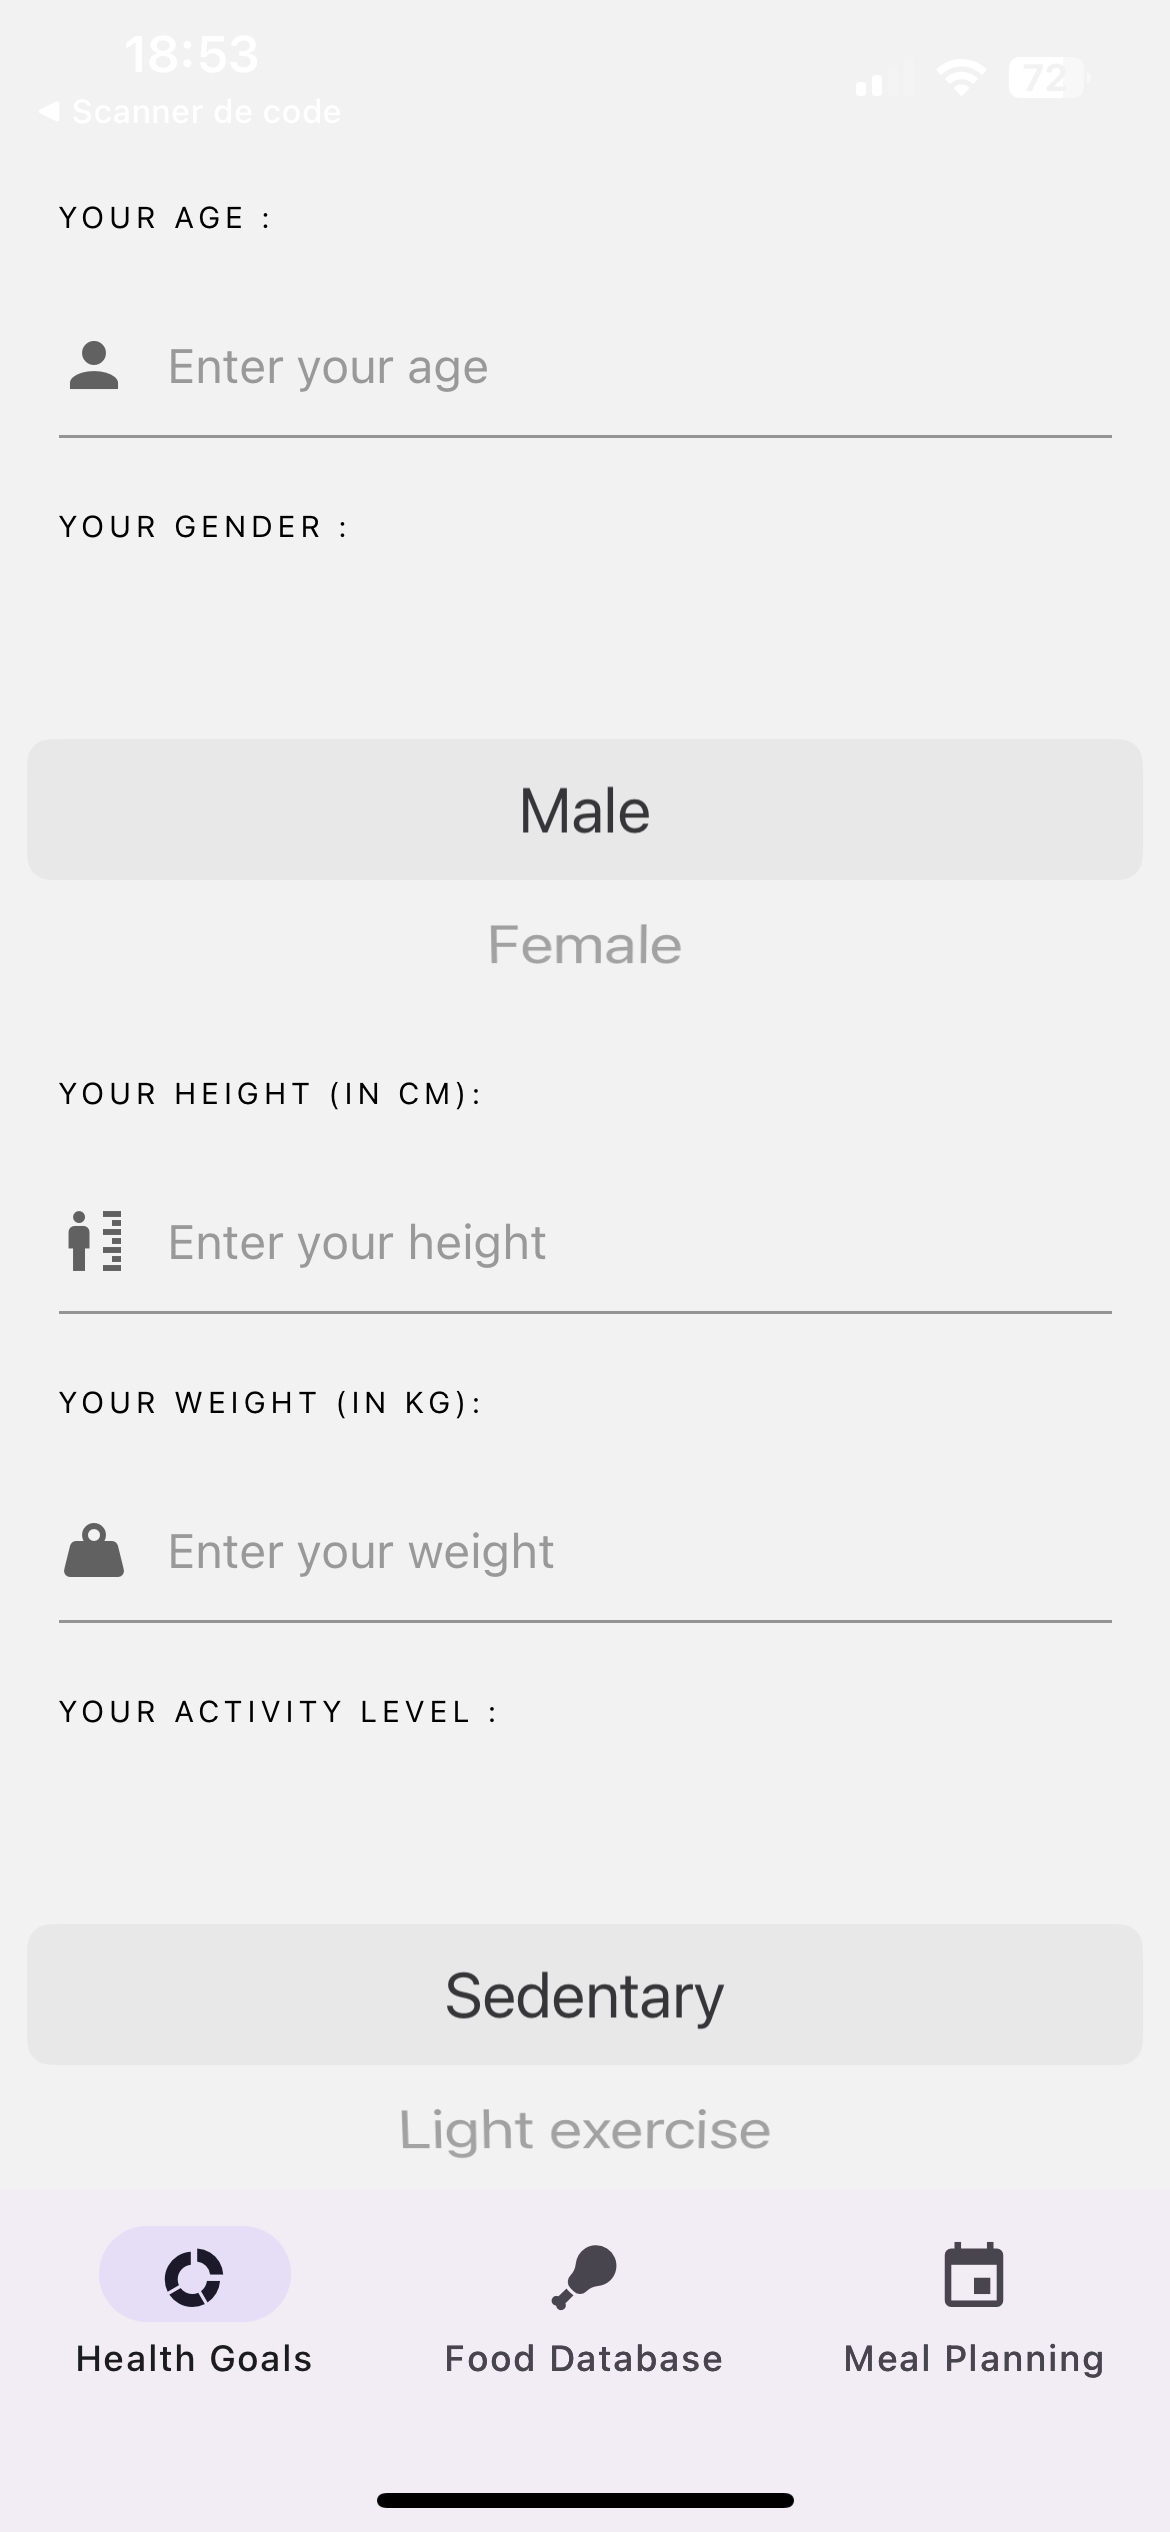 18:53
72
◀ Scanner de code
YOUR AGE :
Enter your age
YOUR GENDER :
Male
Female
YOUR HEIGHT (IN CM):
Enter your height
YOUR WEIGHT (IN KG):
Enter your weight
YOUR ACTIVITY LEVEL :
Sedentary
Light exercise
Health Goals
Food Database
Meal Planning